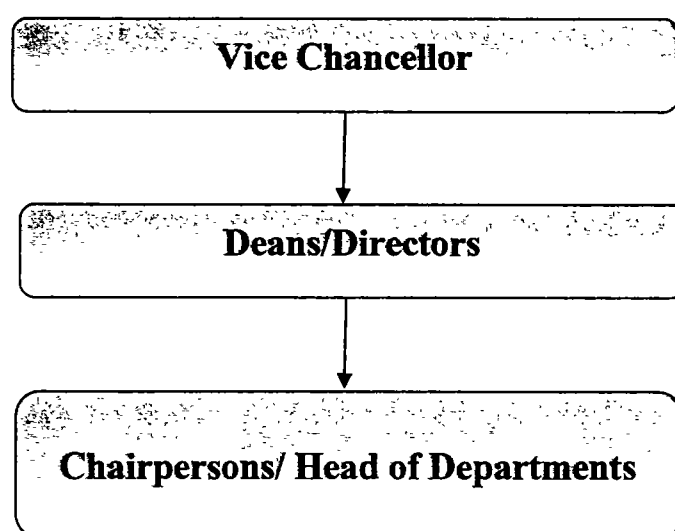 Vice Chancellor
Deans/Directors
Chairpersons/ Head of Departments